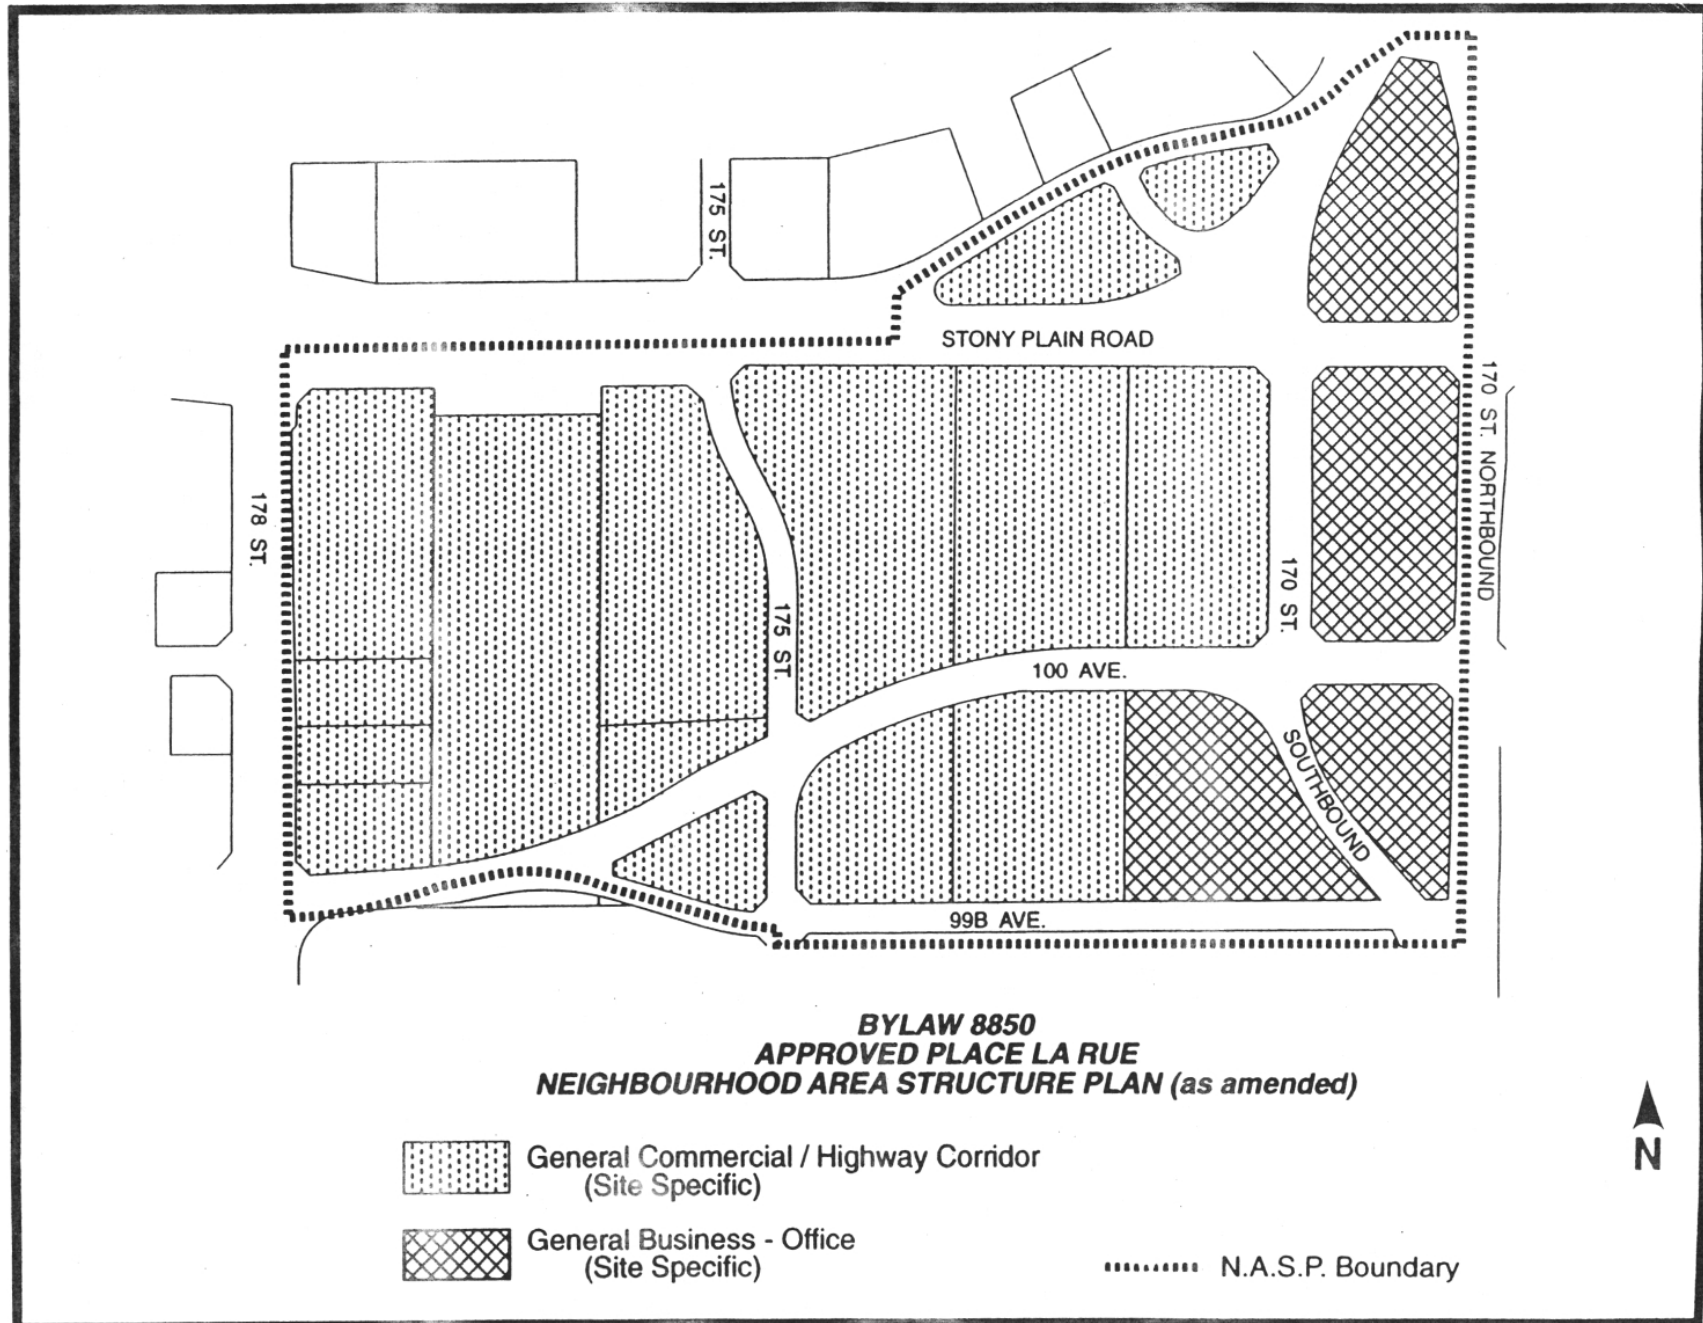 175 ST.
STONY PLAIN ROAD
170 ST. NORTHBOUND
178 ST.
170 ST.
175 ST.
100 AVE.
SOUTHBOUND
99B AVE.
BYLAW 8850
APPROVED PLACE LA RUE
NEIGHBOURHOOD AREA STRUCTURE PLAN (as amended)
General Commercial / Highway Corridor
(Site Specific)
General Business - Office
(Site Specific)
N.A.S.P. Boundary
N